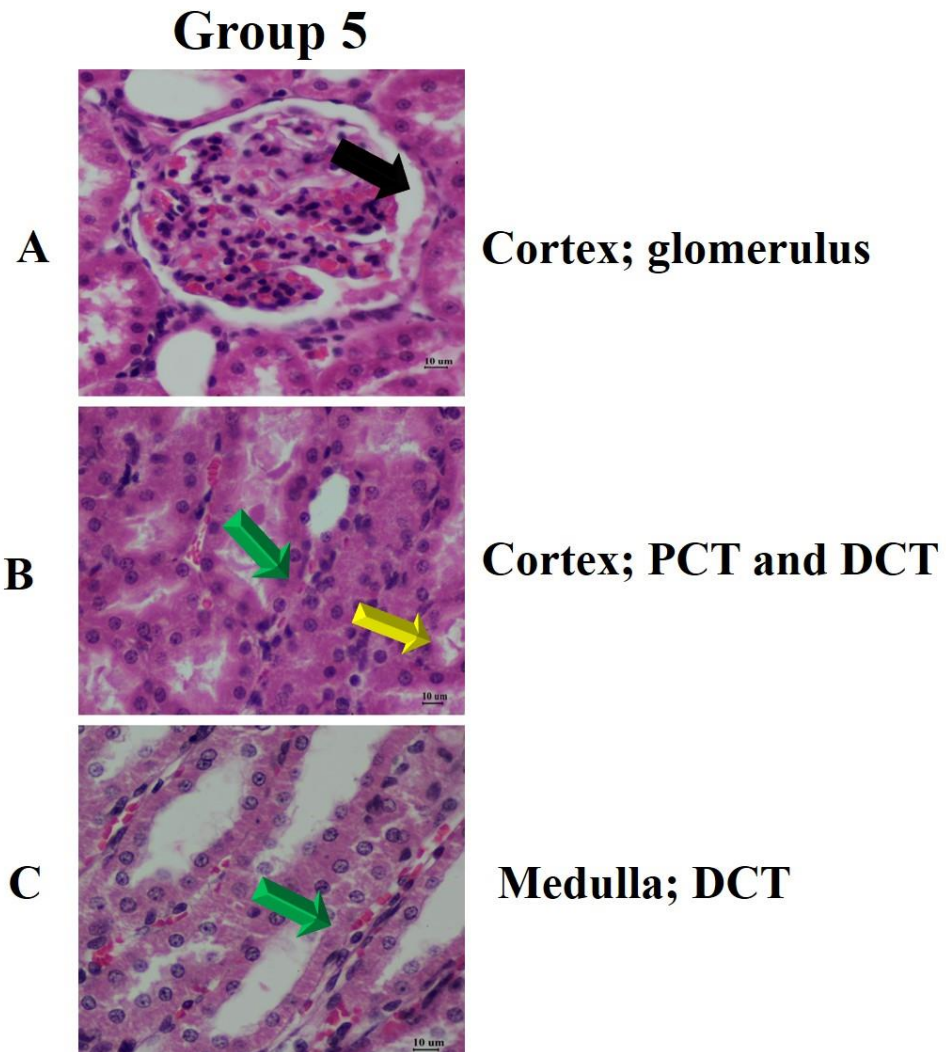 Group 5
A
Cortex; glomerulus
10 um
B
Cortex; PCT and DCT
10 um
C
Medulla; DCT
10 um